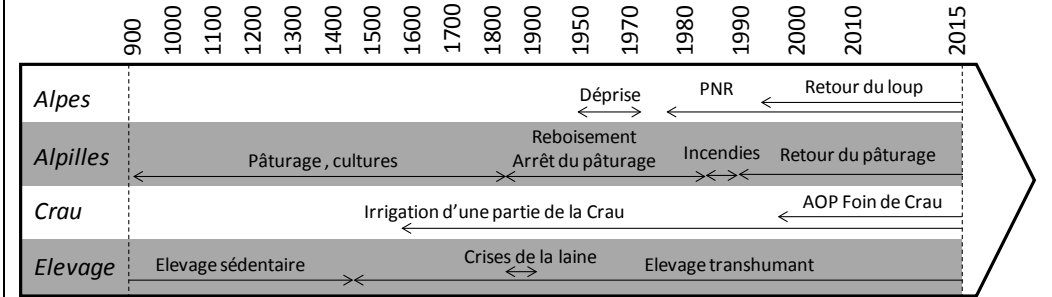 900 1000 1100 1200 1300 1400 1500 1600 1700 1800 1900 1950 1970 1980 1990 2000 2010 2015
Alpes
Déprise
PNR
Retour du loup
Alpilles
Pâturage , cultures
Reboisement
Arrêt du pâturage
Incendies
Retour du pâturage
Crau
Irrigation d'une partie de la Crau
AOP Foin de Crau
Elevage
Elevage sédentaire
Crises de la laine
Elevage transhumant